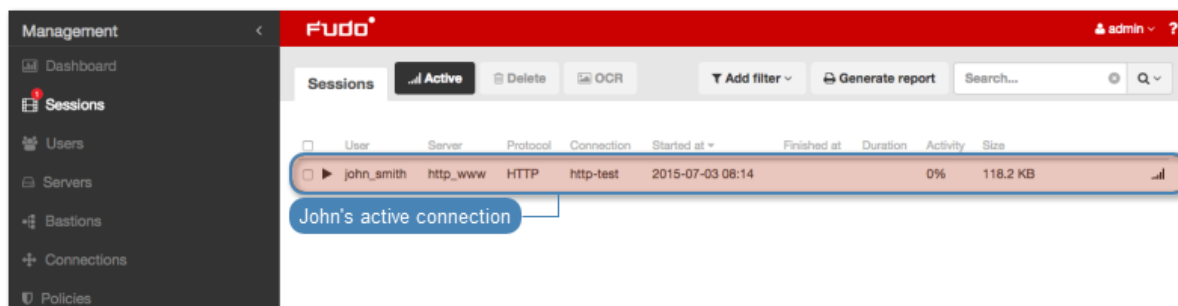 Management
Dashboard
1
Sessions
Users
Servers
Bastions
Connections
Policies
FUDO
admin ?
Sessions Active Delete OCR Add filter Generate report Search...
User Server Protocol Connection Started at Finished at Duration Activity Size
john_smith http_www HTTP http-test 2015-07-03 08:14 0% 118.2 KB
John's active connection